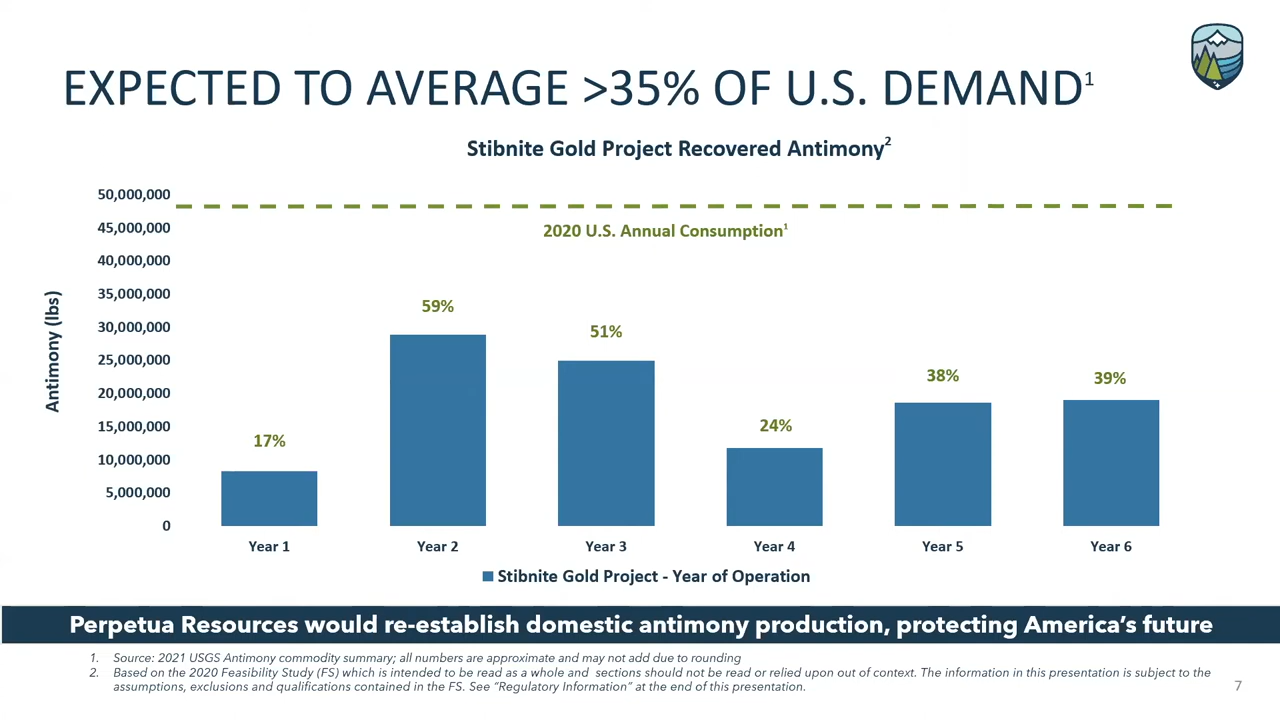 EXPECTED TO AVERAGE >35% OF U.S. DEMAND¹
Stibnite Gold Project Recovered Antimony²
50,000,000
45,000,000
40,000,000
35,000,000
30,000,000
25,000,000
20,000,000
15,000,000
10,000,000
5,000,000
0
Antimony (lbs)
2020 U.S. Annual Consumption¹
17%
59%
51%
24%
38%
39%
Year 1
Year 2
Year 3
Year 4
Year 5
Year 6
Stibnite Gold Project - Year of Operation
Perpetua Resources would re-establish domestic antimony production, protecting America’s future
1. Source: 2021 USGS Antimony commodity summary; all numbers are approximate and may not add due to rounding
2. Based on the 2020 Feasibility Study (FS) which is intended to be read as a whole and sections should not be read or relied upon out of context. The information in this presentation is subject to the
assumptions, exclusions and qualifications contained in the FS. See “Regulatory Information” at the end of this presentation.
7